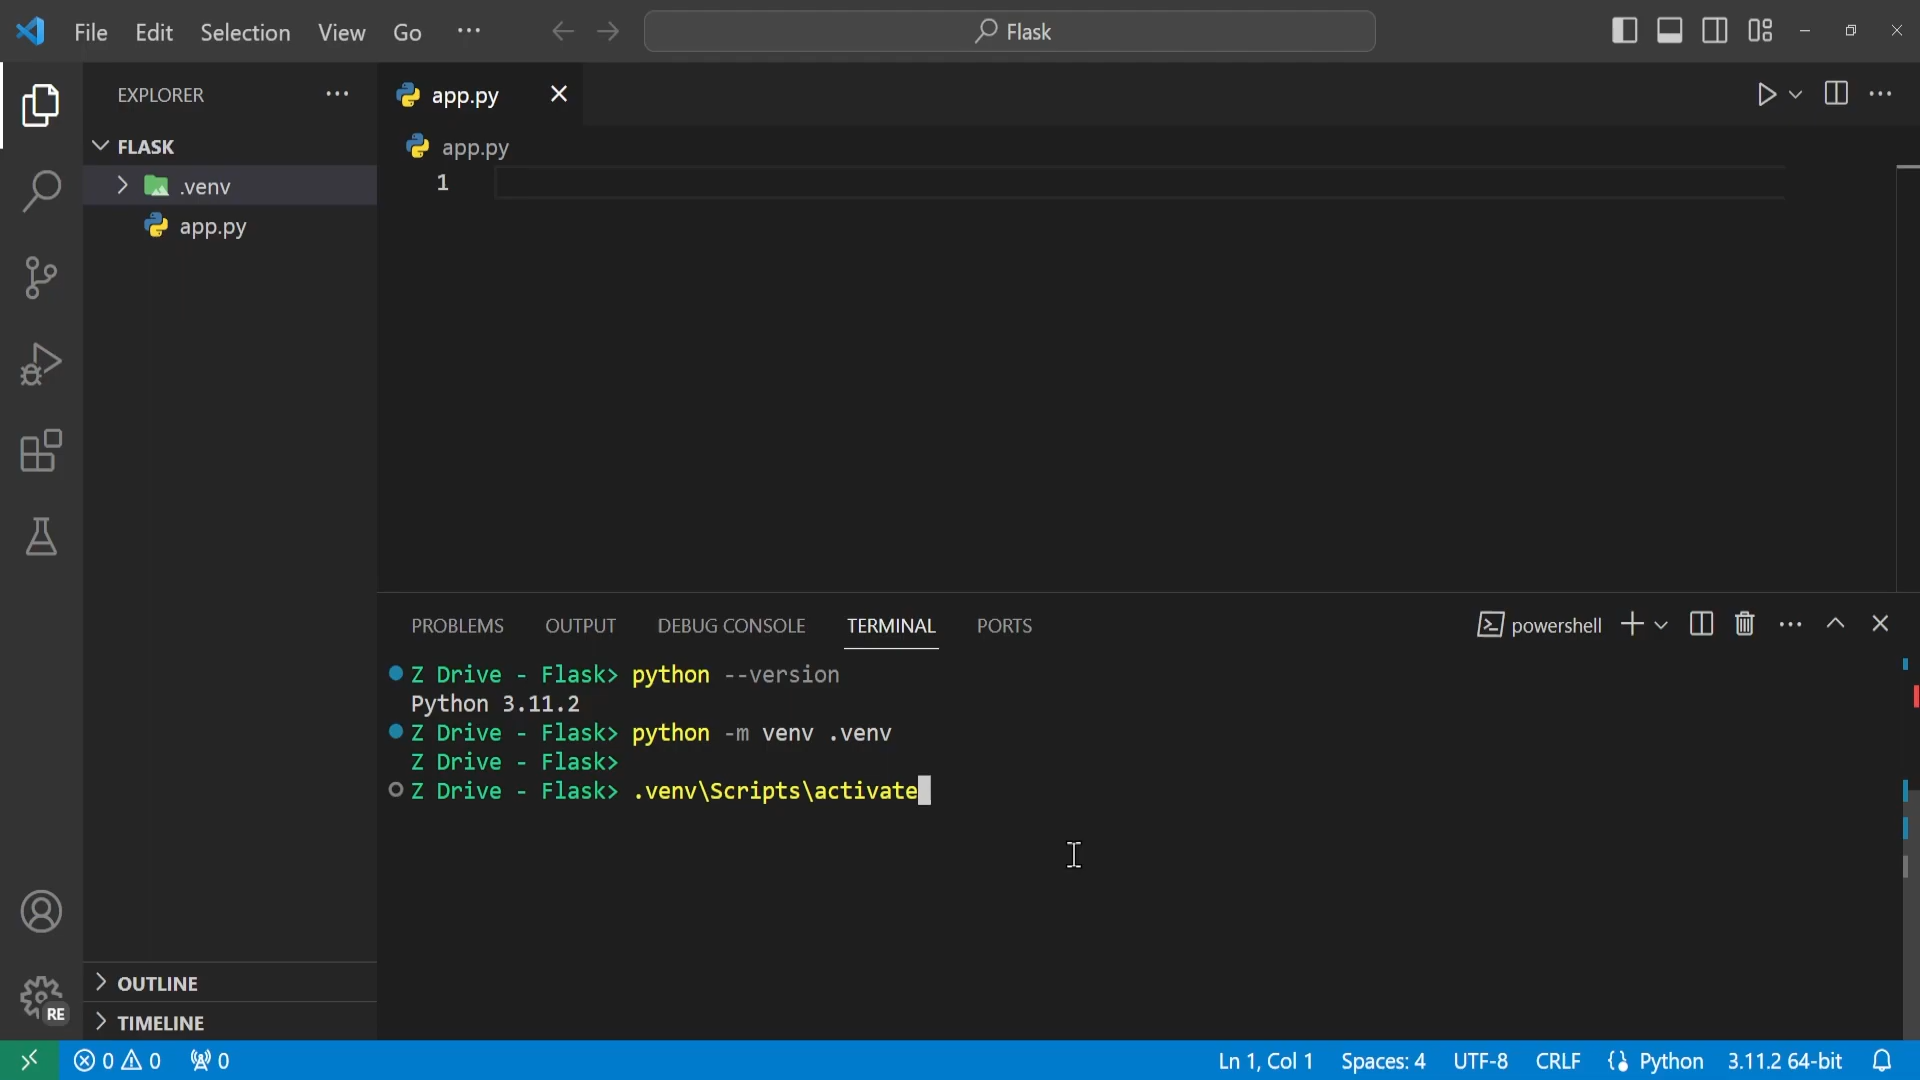 File Edit Selection View Go ···
Flask
EXPLORER ···
FLASK
.venv
app.py
app.py
app.py
1
PROBLEMS OUTPUT DEBUG CONSOLE TERMINAL PORTS
powershell
Z Drive - Flask> python --version
Python 3.11.2
Z Drive - Flask> python -m venv .venv
Z Drive - Flask>
Z Drive - Flask> .venv\Scripts\activate
RE
OUTLINE
TIMELINE
0 0 0
Ln 1, Col 1 Spaces: 4 UTF-8 CRLF Python 3.11.2 64-bit